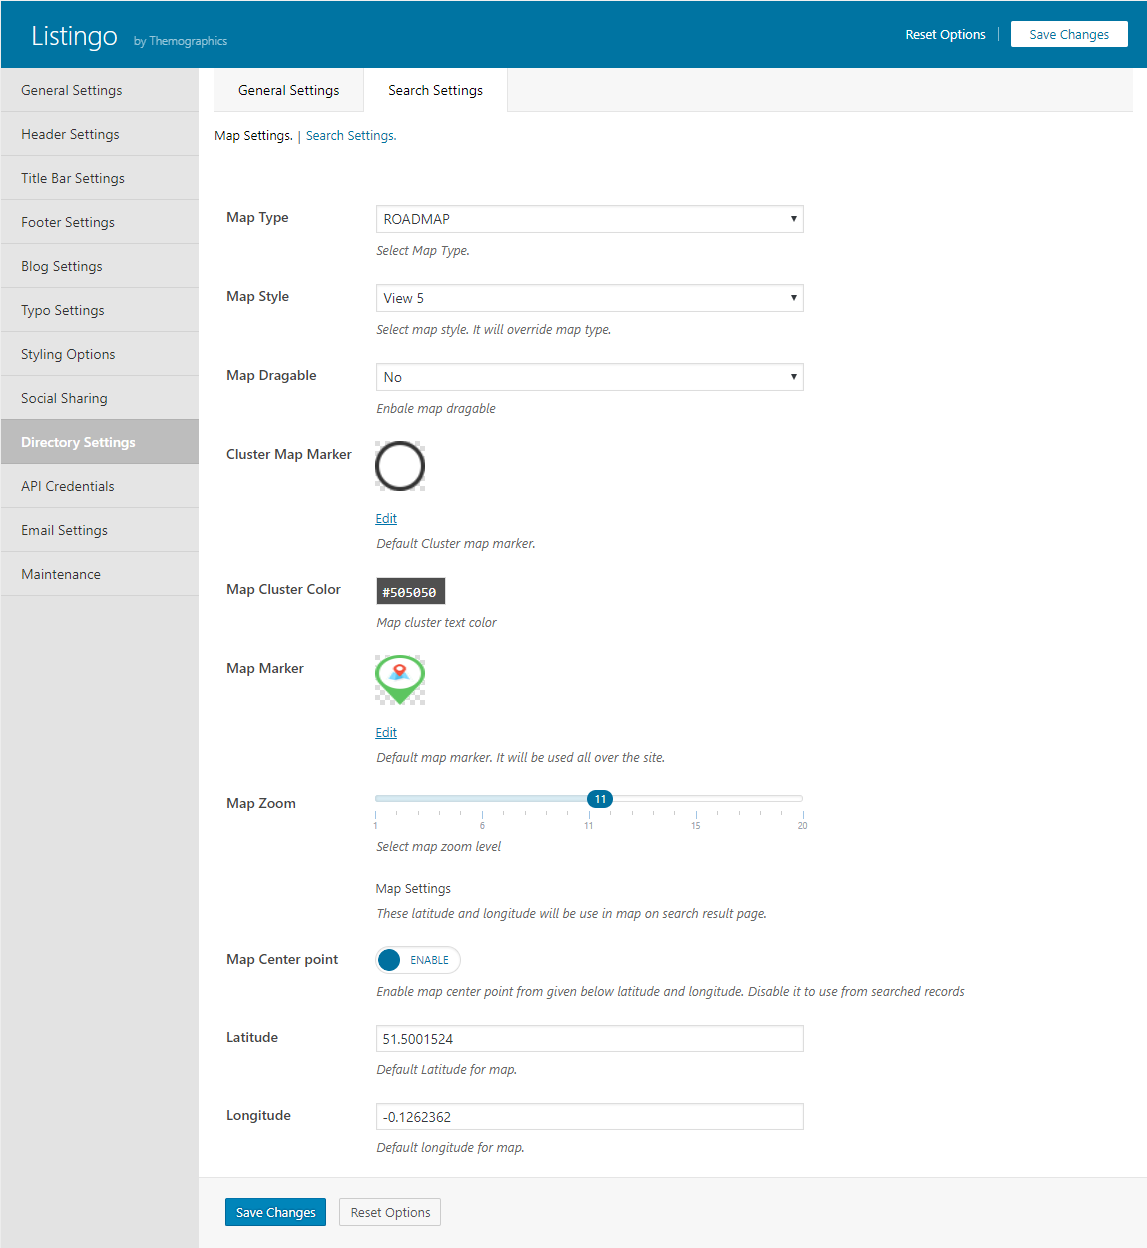 Listingo by Themographics
Reset Options | Save Changes
General Settings
Header Settings
Title Bar Settings
Footer Settings
Blog Settings
Typo Settings
Styling Options
Social Sharing
Directory Settings
API Credentials
Email Settings
Maintenance
General Settings Search Settings
Map Settings. | Search Settings.
Map Type ROADMAP
Select Map Type.
Map Style View 5
Select map style. It will override map type.
Map Dragable No
Enbale map dragable
Cluster Map Marker
Edit
Default Cluster map marker.
Map Cluster Color #505050
Map cluster text color
Map Marker
Edit
Default map marker. It will be used all over the site.
Map Zoom 11
1 6 11 15 20
Select map zoom level
Map Settings
These latitude and longitude will be use in map on search result page.
Map Center point ENABLE
Enable map center point from given below latitude and longitude. Disable it to use from searched records
Latitude 51.5001524
Default Latitude for map.
Longitude -0.1262362
Default longitude for map.
Save Changes Reset Options